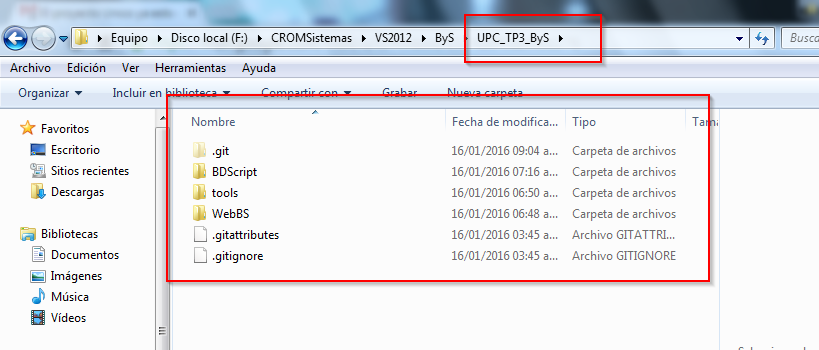 Equipo ▸ Disco local (F:) ▸ CROMSistemas ▸ VS2012 ▸ ByS ▸ UPC_TP3_ByS ▸ Busca
Archivo Edición Ver Herramientas Ayuda
Organizar Incluir en biblioteca Compartir con Grabar Nueva carpeta
Favoritos
Escritorio
Sitios recientes
Descargas
Bibliotecas
Documentos
Imágenes
Música
Vídeos
Nombre Fecha de modifica... Tipo Tama
.git 16/01/2016 09:04 a... Carpeta de archivos
BDScript 16/01/2016 07:16 a... Carpeta de archivos
tools 16/01/2016 06:50 a... Carpeta de archivos
WebBS 16/01/2016 06:48 a... Carpeta de archivos
.gitattributes 16/01/2016 03:45 a... Archivo GITATTRI...
.gitignore 16/01/2016 03:45 a... Archivo GITIGNORE